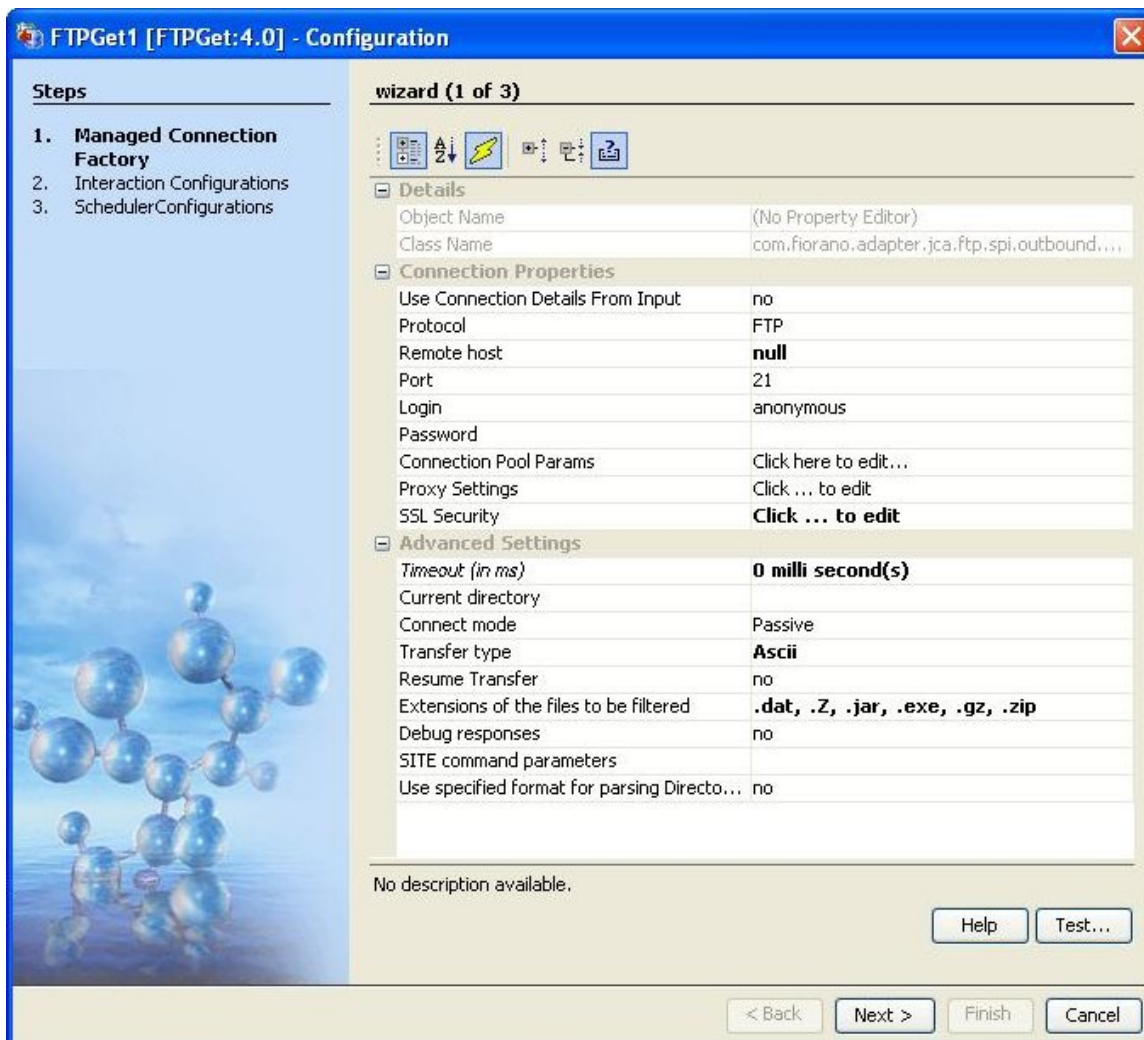 FTPGet1 [FTPGet:4.0] - Configuration
Steps
1. Managed Connection
Factory
2. Interaction Configurations
3. SchedulerConfigurations
wizard (1 of 3)
Details
Object Name (No Property Editor)
Class Name com.fiorano.adapter.jca.ftp.spi.outbound....
Connection Properties
Use Connection Details From Input no
Protocol FTP
Remote host null
Port 21
Login anonymous
Password
Connection Pool Params Click here to edit...
Proxy Settings Click ... to edit
SSL Security Click ... to edit
Advanced Settings
Timeout (in ms) 0 milli second(s)
Current directory
Connect mode Passive
Transfer type Ascii
Resume Transfer no
Extensions of the files to be filtered .dat, .Z, .jar, .exe, .gz, .zip
Debug responses no
SITE command parameters
Use specified format for parsing Directo... no
No description available.
Help Test...
< Back Next > Finish Cancel